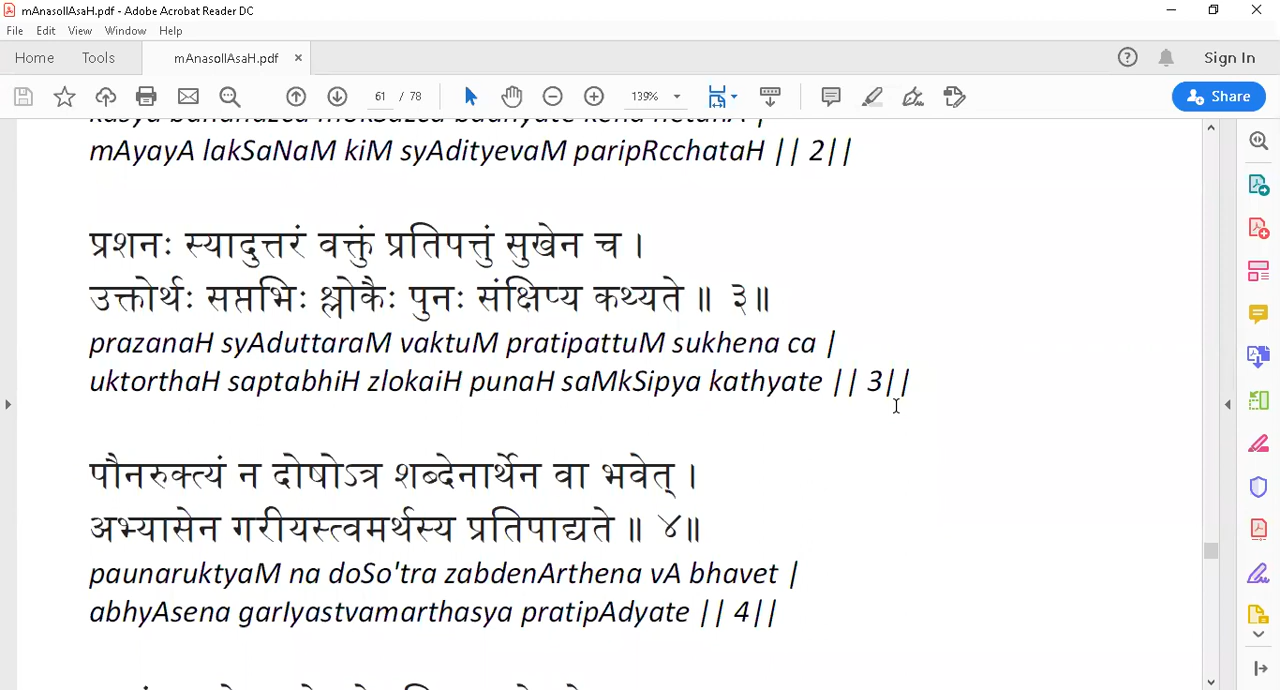 mAnasollAsaH.pdf - Adobe Acrobat Reader DC
File Edit View Window Help
Home Tools mAnasollAsaH.pdf × Sign In
61 / 78 139% Share
mAyayA lakSaNaM kiM syAdityevaM paripRcchataH || 2||
प्रशनः स्यादुत्तरं वक्तुं प्रतिपत्तुं सुखेन च ।
उक्तोर्थः सप्तभिः श्लोकैः पुनः संक्षिप्य कथ्यते ॥ ३॥
prazanaH syAduttaraM vaktuM pratipattuM sukhena ca |
uktorthaH saptabhiH zlokaiH punaH saMkSipya kathyate || 3||
पौनरुक्त्यं न दोषोऽत्र शब्देनार्थेन वा भवेत् ।
अभ्यासेन गरीयस्त्वमर्थस्य प्रतिपाद्यते ॥ ४॥
paunaruktyaM na doSo'tra zabdenArthena vA bhavet |
abhyAsena garIyastvamarthasya pratipAdyate || 4||